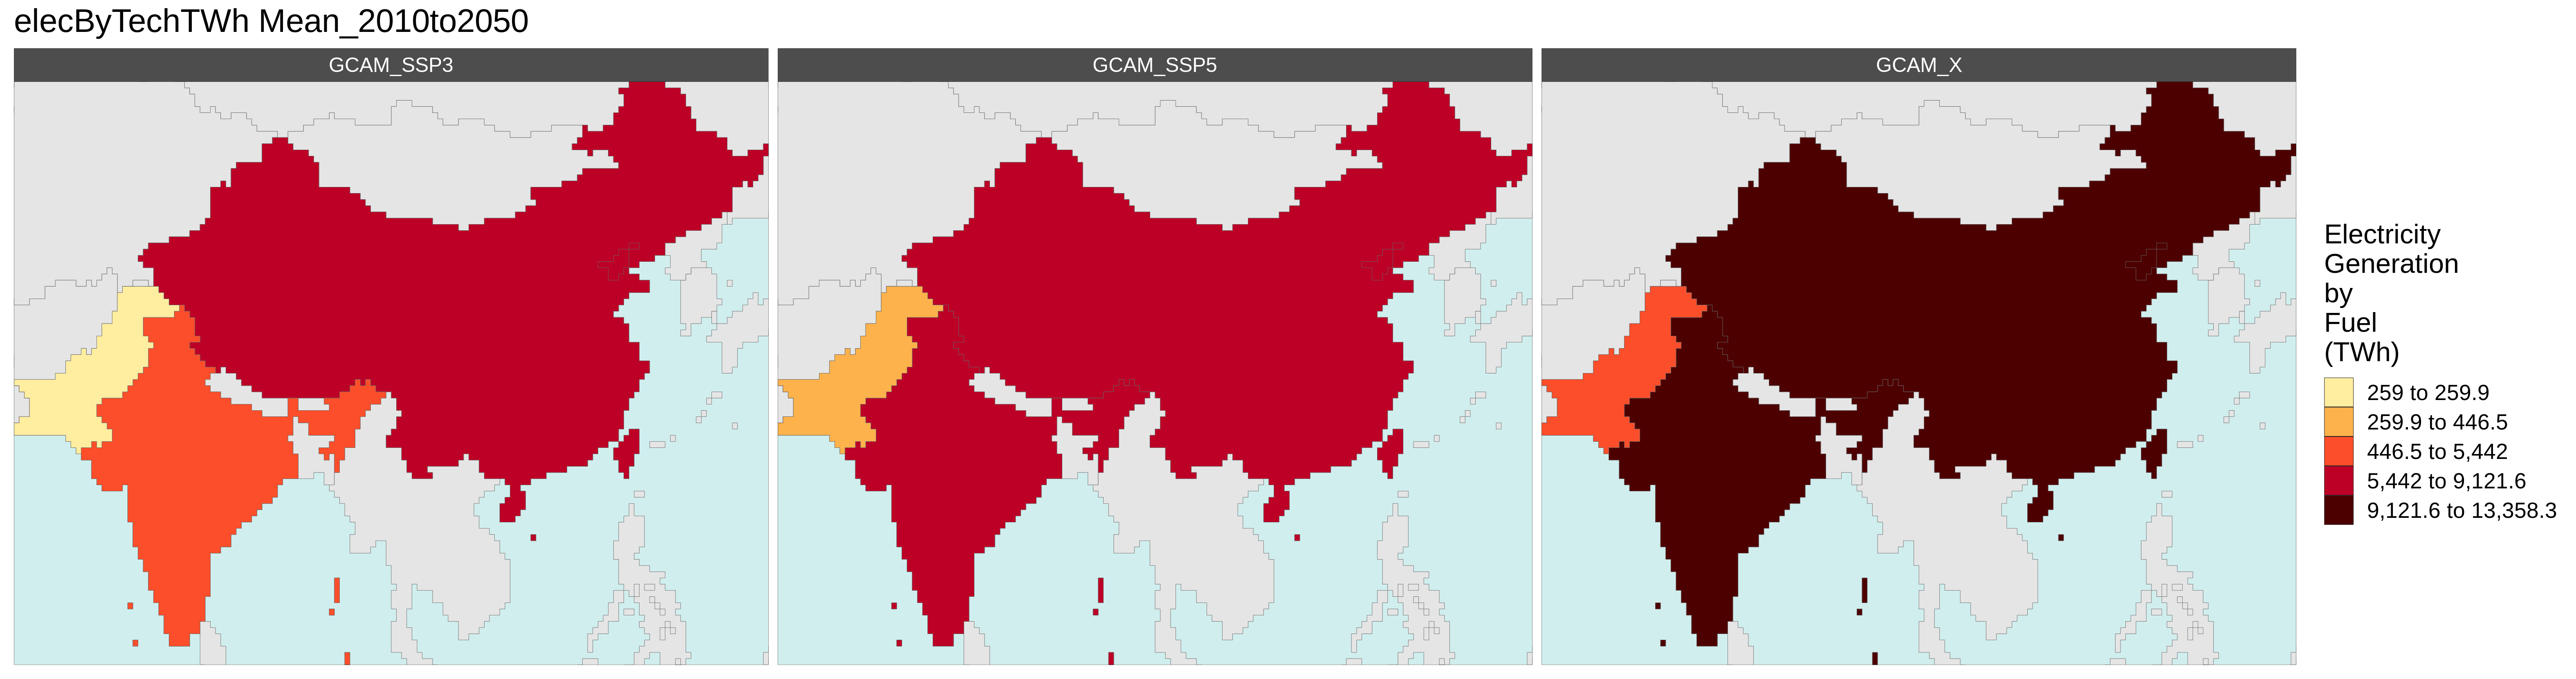 elecByTechTWh Mean_2010to2050
GCAM_SSP3
GCAM_SSP5
GCAM_X
Electricity
Generation
by
Fuel
(TWh)
259 to 259.9
259.9 to 446.5
446.5 to 5,442
5,442 to 9,121.6
9,121.6 to 13,358.3